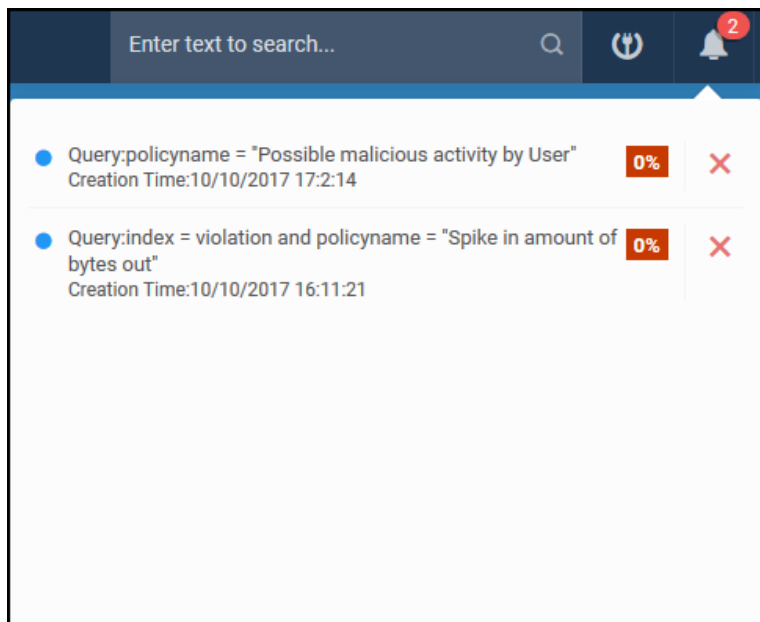 Enter text to search...
2
Query:policyname = "Possible malicious activity by User"
0%
Creation Time:10/10/2017 17:2:14
Query:index = violation and policyname = "Spike in amount of
0%
bytes out"
Creation Time:10/10/2017 16:11:21